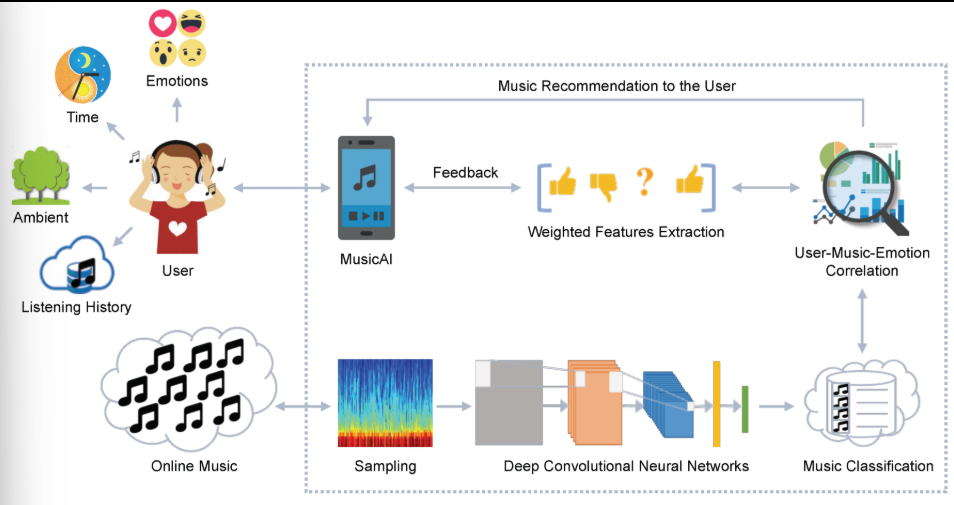 Emotions
Music Recommendation to the User
Time
Feedback
Ambient
User
MusicAI
Weighted Features Extraction
User-Music-Emotion
Correlation
Listening History
Online Music
Sampling
Deep Convolutional Neural Networks
Music Classification